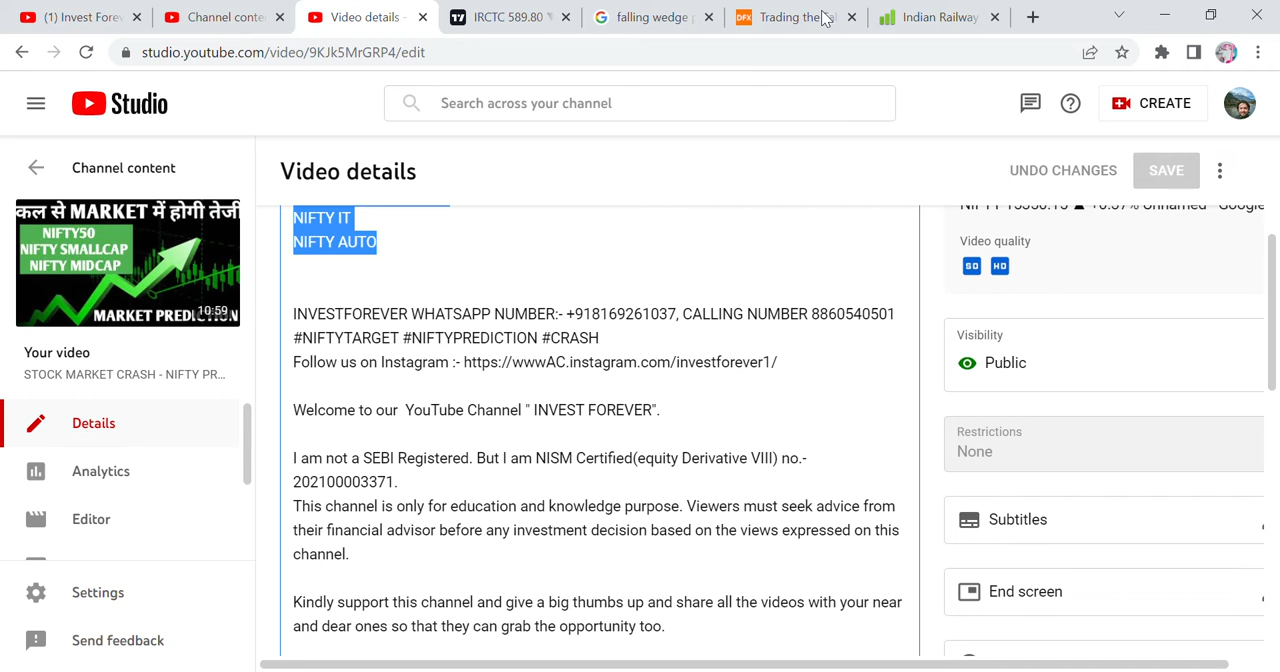 (1) Invest Forev
Channel conte
Video details -
IRCTC 589.80
falling wedge p
Trading the
Indian Railway
studio.youtube.com/video/9KJk5MrGRP4/edit
Studio
Search across your channel
CREATE
Channel content
Video details
UNDO CHANGES
SAVE
कल से MARKET में होगी तेजी
NIFTY50
NIFTY SMALLCAP
NIFTY MIDCAP
10:59
MARKET PREDICTION
Your video
STOCK MARKET CRASH - NIFTY PR...
Details
Analytics
Editor
Settings
Send feedback
NIFTY IT
NIFTY AUTO
INVESTFOREVER WHATSAPP NUMBER:- +918169261037, CALLING NUMBER 8860540501
#NIFTYTARGET #NIFTYPREDICTION #CRASH
Follow us on Instagram :- https://wwwAC.instagram.com/investforever1/
Welcome to our  YouTube Channel " INVEST FOREVER".
I am not a SEBI Registered. But I am NISM Certified(equity Derivative VIII) no.-
202100003371.
This channel is only for education and knowledge purpose. Viewers must seek advice from
their financial advisor before any investment decision based on the views expressed on this
channel.
Kindly support this channel and give a big thumbs up and share all the videos with your near
and dear ones so that they can grab the opportunity too.
Video quality
SD HD
Visibility
Public
Restrictions
None
Subtitles
End screen